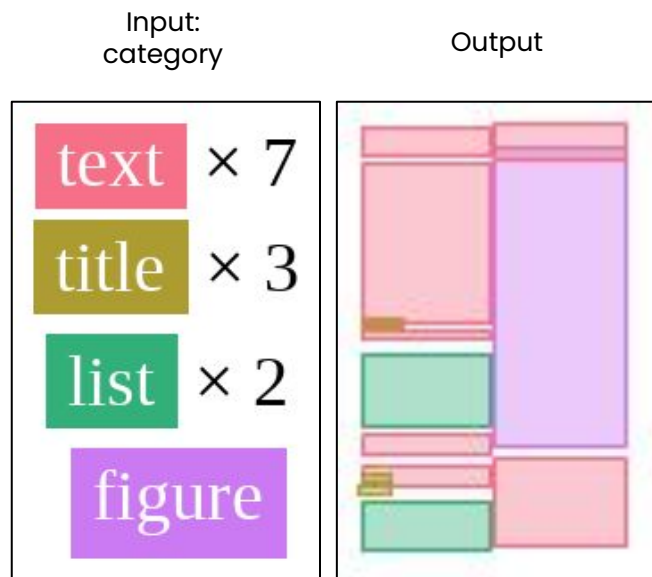 Input:
category
Output
text × 7
title × 3
list × 2
figure